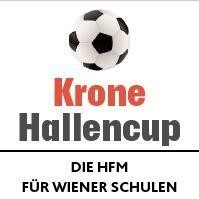 Krone
Hallencup
DIE HFM
FÜR WIENER SCHULEN